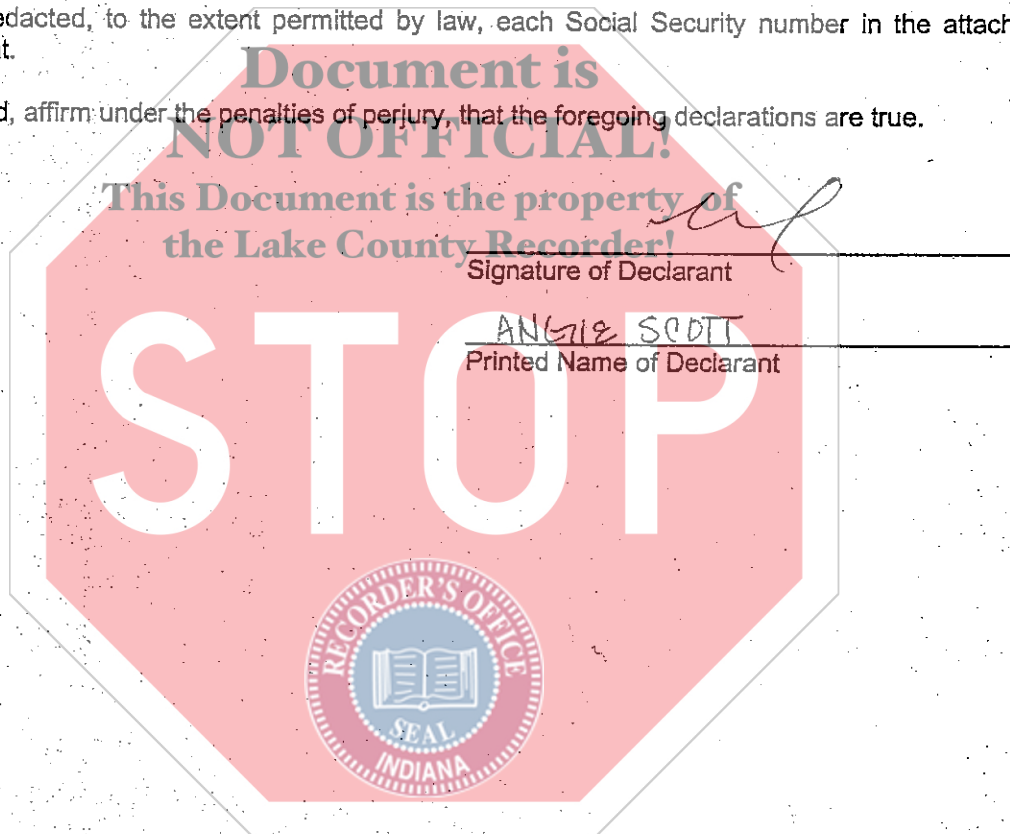 edacted, to the extent permitted by law, each Social Security number in the attach
t.
Document is
d, affirm under the penalties of perjury, that the foregoing declarations are true.
NOT OFFICIAL!
This Document is the property of
the Lake County Recorder!
Signature of Declarant
ANGIE SCOTT
Printed Name of Declarant
STOP
RECORDER'S OFFICE
SEAL
INDIANA